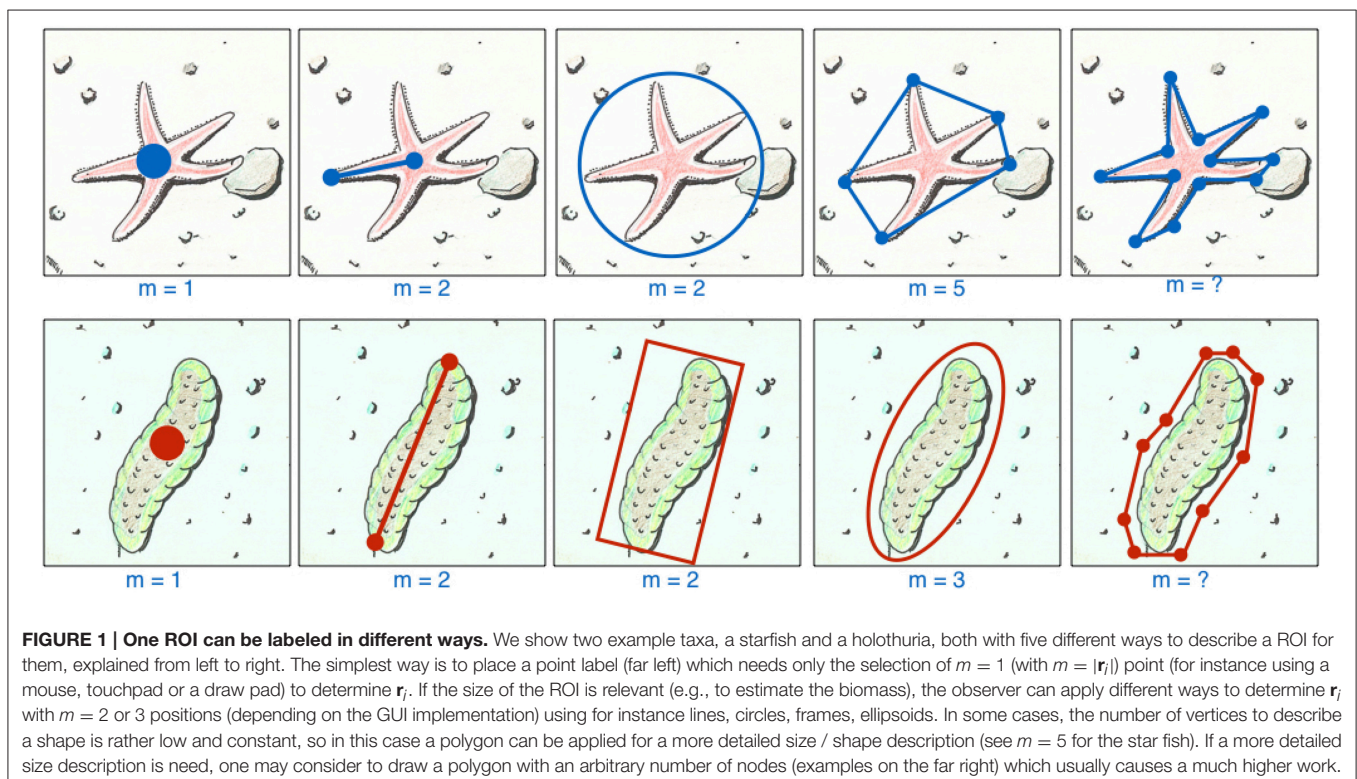 m = 1
m = 2
m = 2
m = 5
m = ?
m = 1
m = 2
m = 2
m = 3
m = ?
FIGURE 1 | One ROI can be labeled in different ways. We show two example taxa, a starfish and a holothuria, both with five different ways to describe a ROI for
them, explained from left to right. The simplest way is to place a point label (far left) which needs only the selection of m = 1 (with m = |rᵢ|) point (for instance using a
mouse, touchpad or a draw pad) to determine rᵢ. If the size of the ROI is relevant (e.g., to estimate the biomass), the observer can apply different ways to determine rᵢ
with m = 2 or 3 positions (depending on the GUI implementation) using for instance lines, circles, frames, ellipsoids. In some cases, the number of vertices to describe
a shape is rather low and constant, so in this case a polygon can be applied for a more detailed size / shape description (see m = 5 for the star fish). If a more detailed
size description is need, one may consider to draw a polygon with an arbitrary number of nodes (examples on the far right) which usually causes a much higher work.